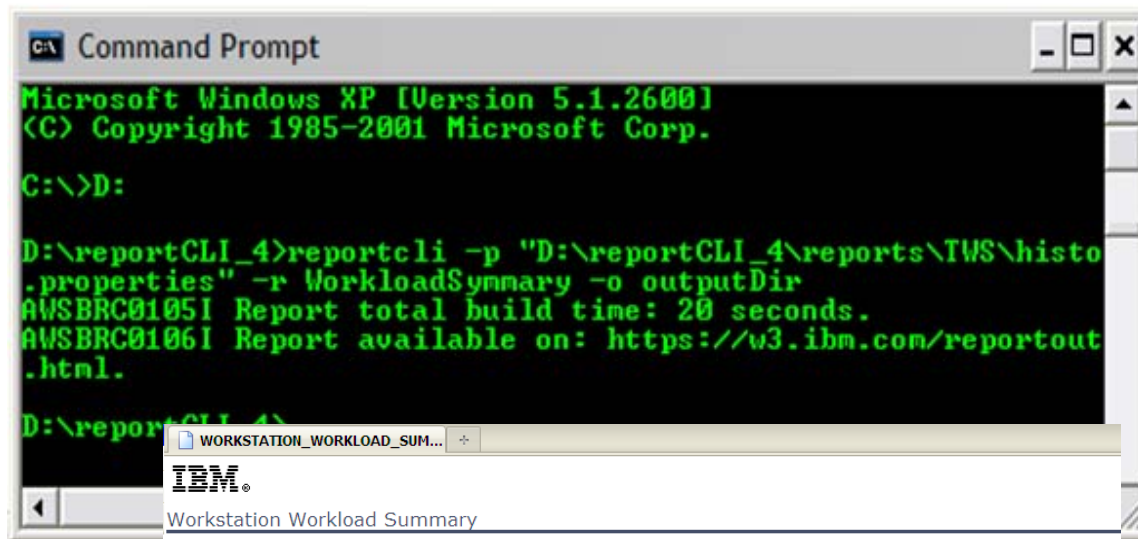 Command Prompt
Microsoft Windows XP [Version 5.1.2600]
(C) Copyright 1985-2001 Microsoft Corp.
C:\>D:
D:\reportCLI_4>reportcli -p "D:\reportCLI_4\reports\TWS\histo
.properties" -r WorkloadSymmary -o outputDir
AWSBRC0105I Report total build time: 20 seconds.
AWSBRC0106I Report available on: https://w3.ibm.com/reportout
.html.
D:\reportCLI_4>
WORKSTATION_WORKLOAD_SUM...
IBM®
Workstation Workload Summary